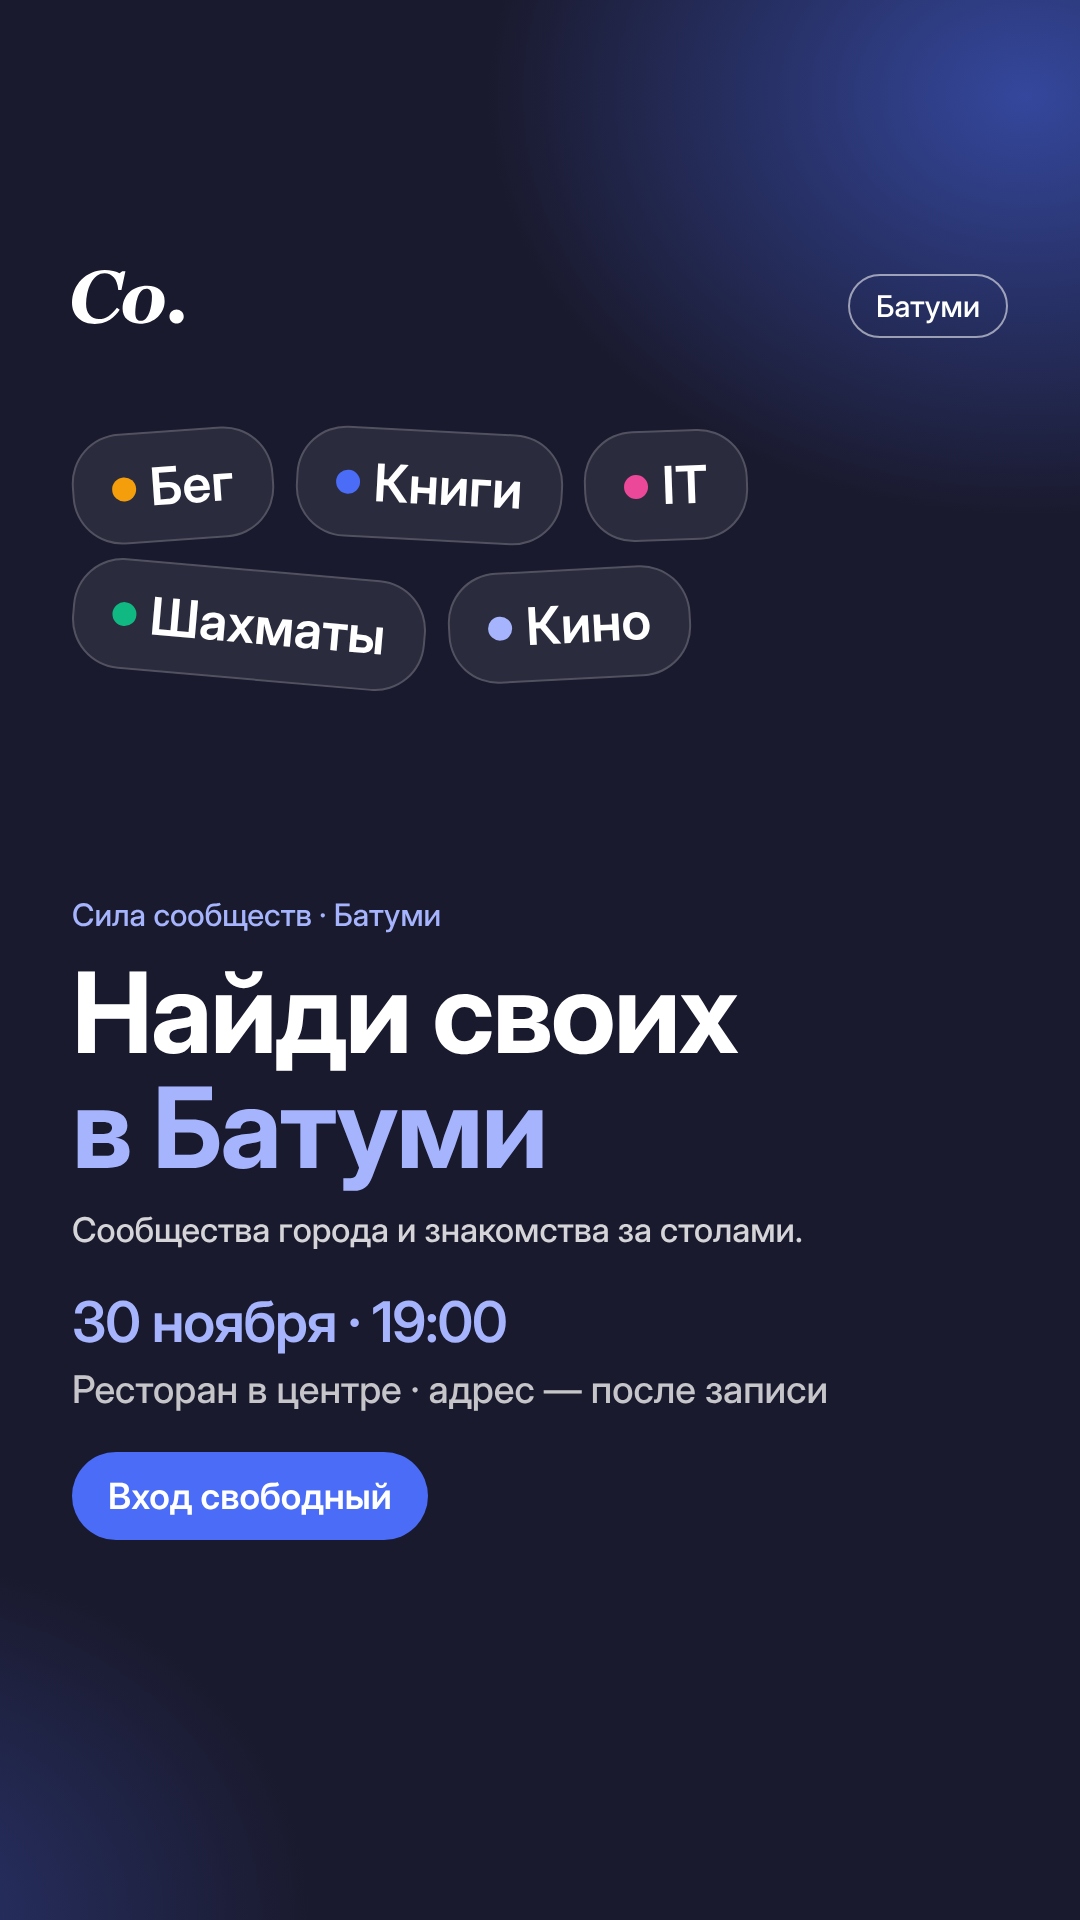 Co.
Батуми
Бег
Книги
IT
Шахматы
Кино
Сила сообществ · Батуми
Найди своих
в Батуми
Сообщества города и знакомства за столами.
30 ноября · 19:00
Ресторан в центре · адрес — после записи
Вход свободный